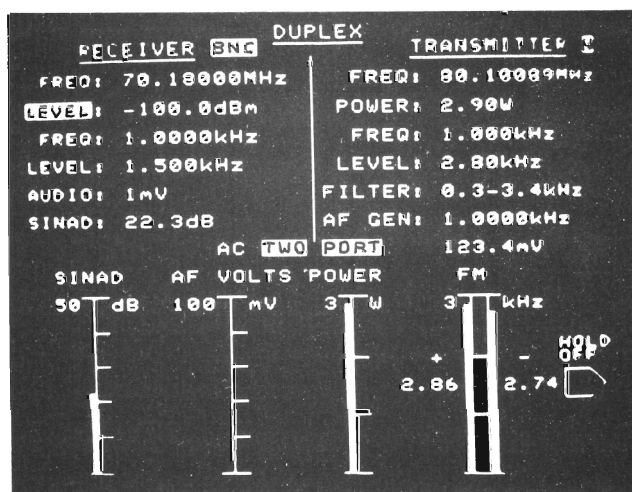 DUPLEX
RECEIVER BNC
FREQ: 70.18000MHz
LEVEL: -100.0dBm
FREQ: 1.0000kHz
LEVEL: 1.500kHz
AUDIO: 1mV
SINAD: 22.3dB
TRANSMITTER
FREQ: 80.10089MHz
POWER: 2.90W
FREQ: 1.000kHz
LEVEL: 2.80kHz
FILTER: 0.3-3.4kHz
AF GEN: 1.0000kHz
123.4mV
AC TWO PORT
SINAD AF VOLTS POWER FM
50 dB 100 mV 3 W 3 kHz
HOLD
OFF
+ -
2.86 2.74